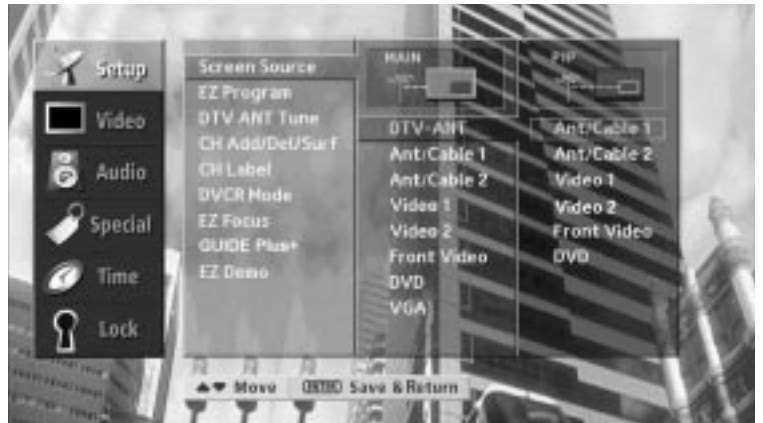 Setup
Video
Audio
Special
Time
Lock
Screen Source
EZ Program
DTV ANT Tune
CH Add/Del/Surf
CH Label
DVCR Mode
EZ Focus
GUIDE Plus+
EZ Demo
MAIN
DTV-ANT
Ant/Cable 1
Ant/Cable 2
Video 1
Video 2
Front Video
DVD
VGA
PIP
Ant/Cable 1
Ant/Cable 2
Video 1
Video 2
Front Video
DVD
Move ENTER Save & Return